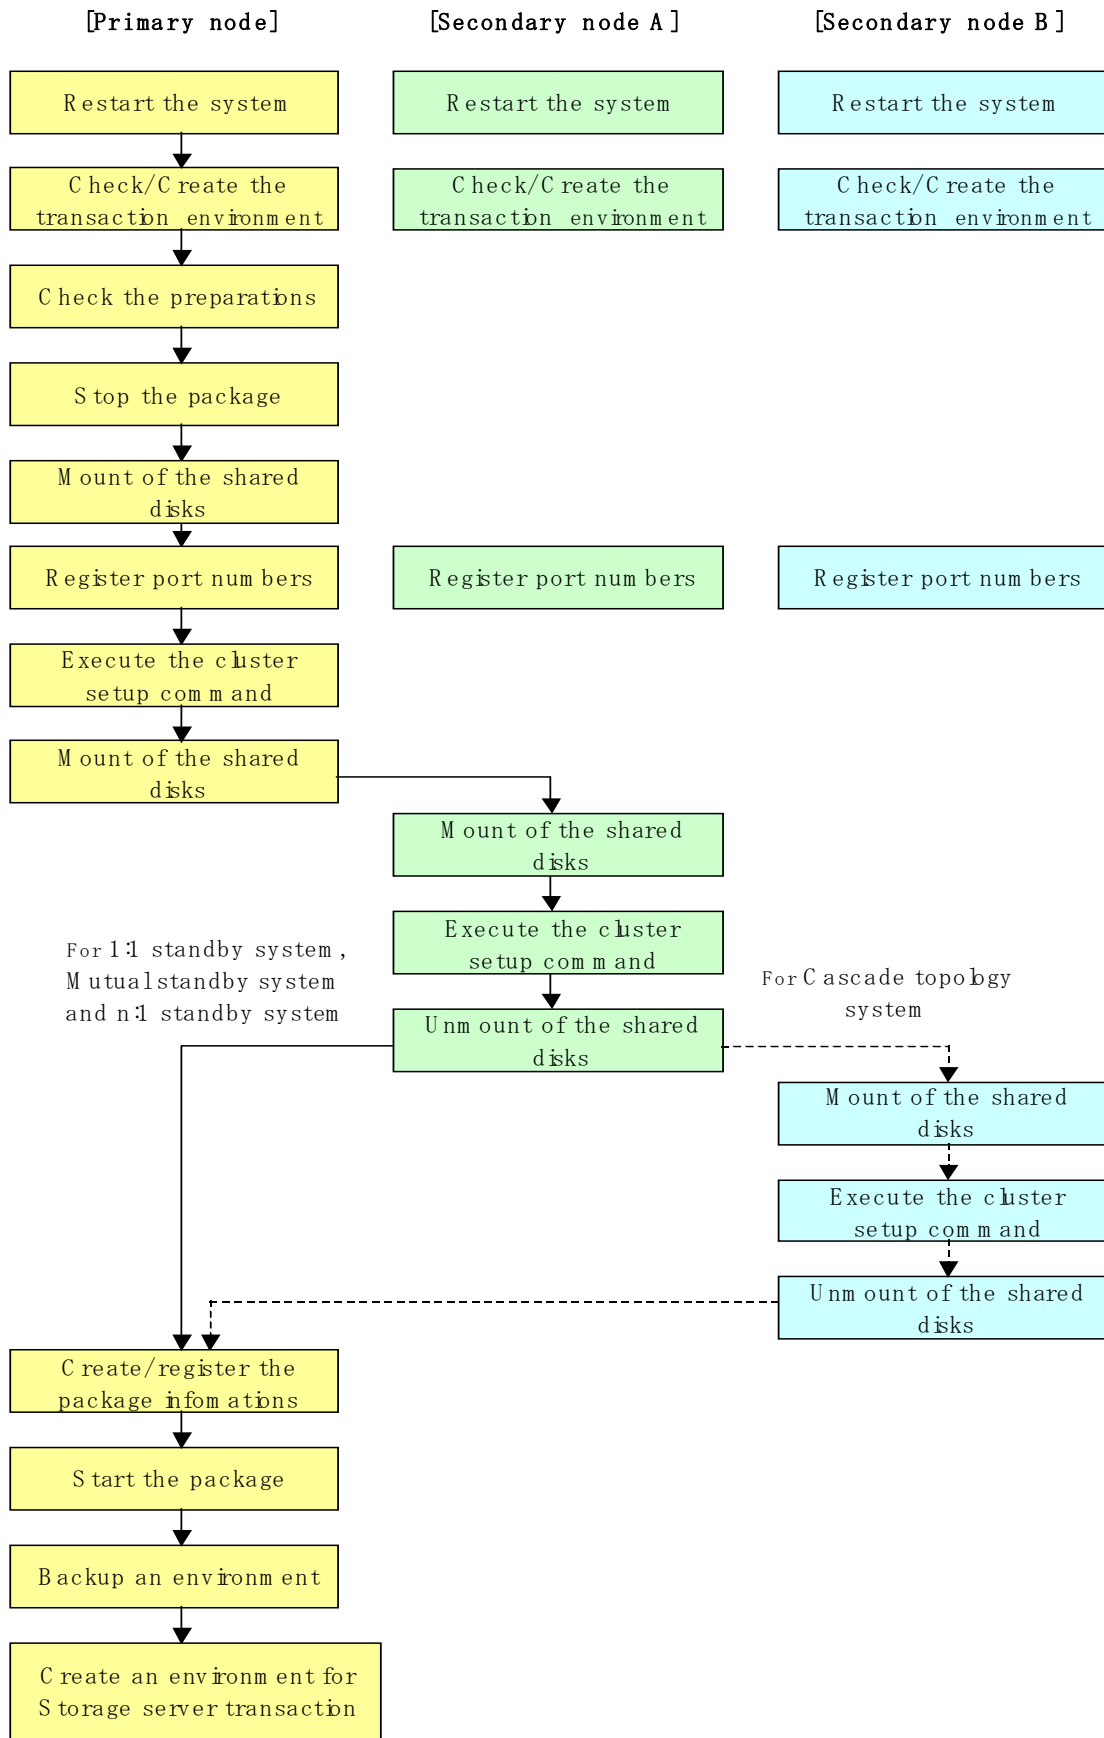 [Primary node]
[Secondary node A]
[Secondary node B]
Restart the system
Restart the system
Restart the system
Check/Create the
transaction environment
Check/Create the
transaction environment
Check/Create the
transaction environment
Check the preparations
Stop the package
Mount of the shared
disks
Register port numbers
Register port numbers
Register port numbers
Execute the cluster
setup command
Mount of the shared
disks
Mount of the shared
disks
Execute the cluster
setup command
For 1:1 standby system,
Mutual standby system
and n:1 standby system
For Cascade topology
system
Unmount of the shared
disks
Mount of the shared
disks
Execute the cluster
setup command
Unmount of the shared
disks
Create/register the
package infomations
Start the package
Backup an environment
Create an environment for
Storage server transaction